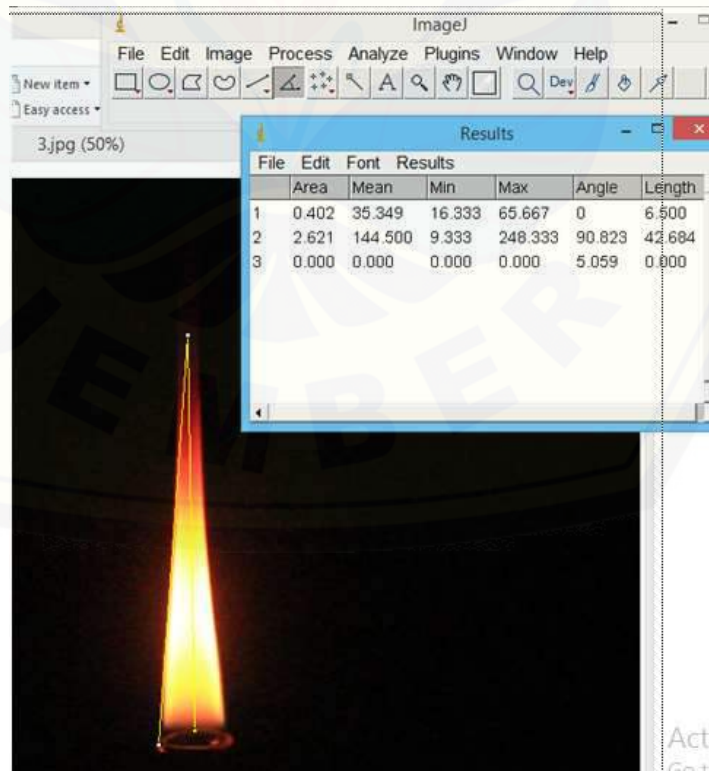 ImageJ
File Edit Image Process Analyze Plugins Window Help
New item
Easy access
A Dev
3.jpg (50%)
Results
File Edit Font Results
Area Mean Min Max Angle Length
1 0.402 35.349 16.333 65.667 0 6.500
2 2.621 144.500 9.333 248.333 90.823 42.684
3 0.000 0.000 0.000 0.000 5.059 0.000
JEMBER
Act
Go t